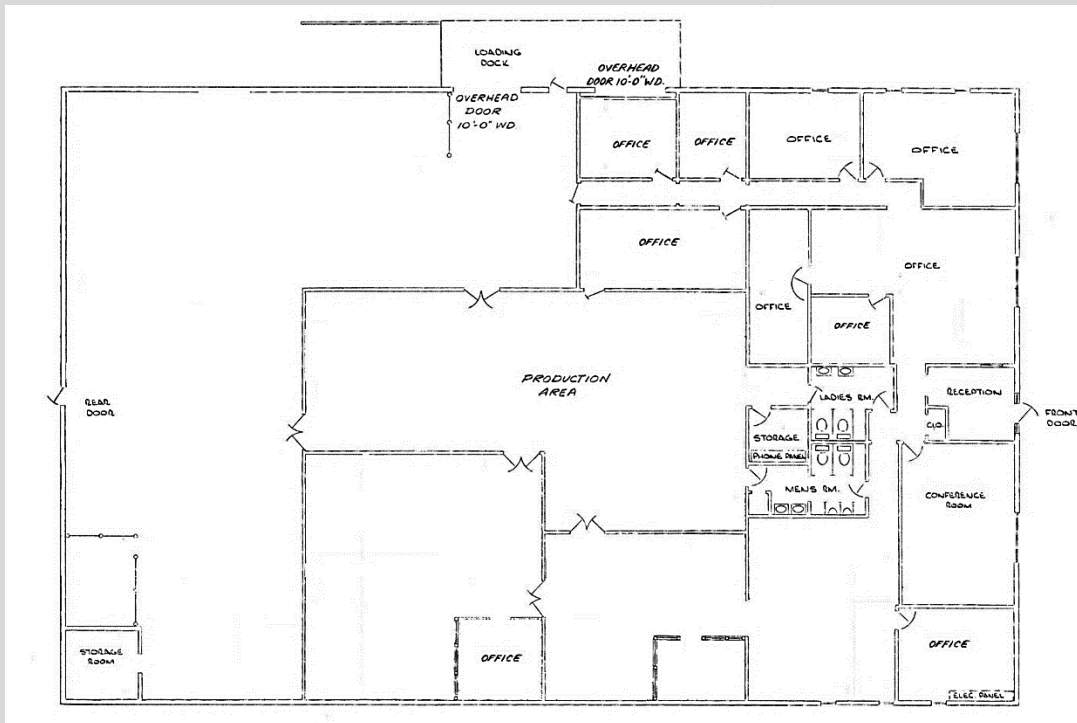 LOADING
DOCK
OVERHEAD
DOOR 10'-0" WD.
OVERHEAD
DOOR
10'-0" WD.
OFFICE
OFFICE
OFFICE
OFFICE
OFFICE
OFFICE
OFFICE
OFFICE
PRODUCTION
AREA
REAR
DOOR
LADIES RM.
RECEPTION
FRONT
DOOR
CLO.
STORAGE
PHONE PANEL
MENS RM.
CONFERENCE
ROOM
STORAGE
ROOM
OFFICE
OFFICE
ELEC. PANEL